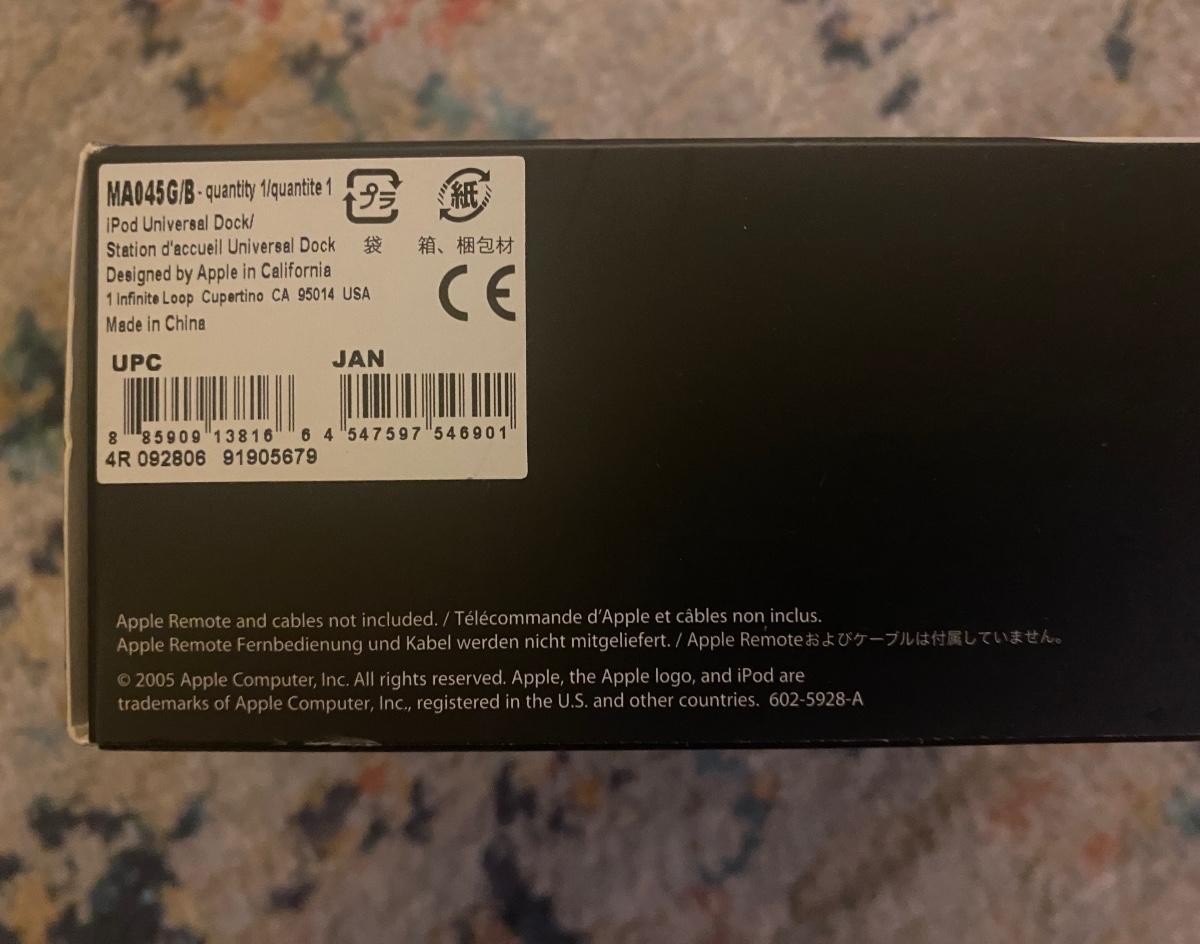 MA045G/B - quantity 1/quantite 1
iPod Universal Dock/
Station d'accueil Universal Dock
Designed by Apple in California
1 Infinite Loop Cupertino CA 95014 USA
Made in China
プラ
袋
紙
箱、梱包材
CE
UPC
8 85909 13816 6
JAN
4 547597 546901
4R 092806 91905679
Apple Remote and cables not included. / Télécommande d'Apple et câbles non inclus.
Apple Remote Fernbedienung und Kabel werden nicht mitgeliefert. / Apple Remoteおよびケーブルは付属していません。
© 2005 Apple Computer, Inc. All rights reserved. Apple, the Apple logo, and iPod are
trademarks of Apple Computer, Inc., registered in the U.S. and other countries. 602-5928-A